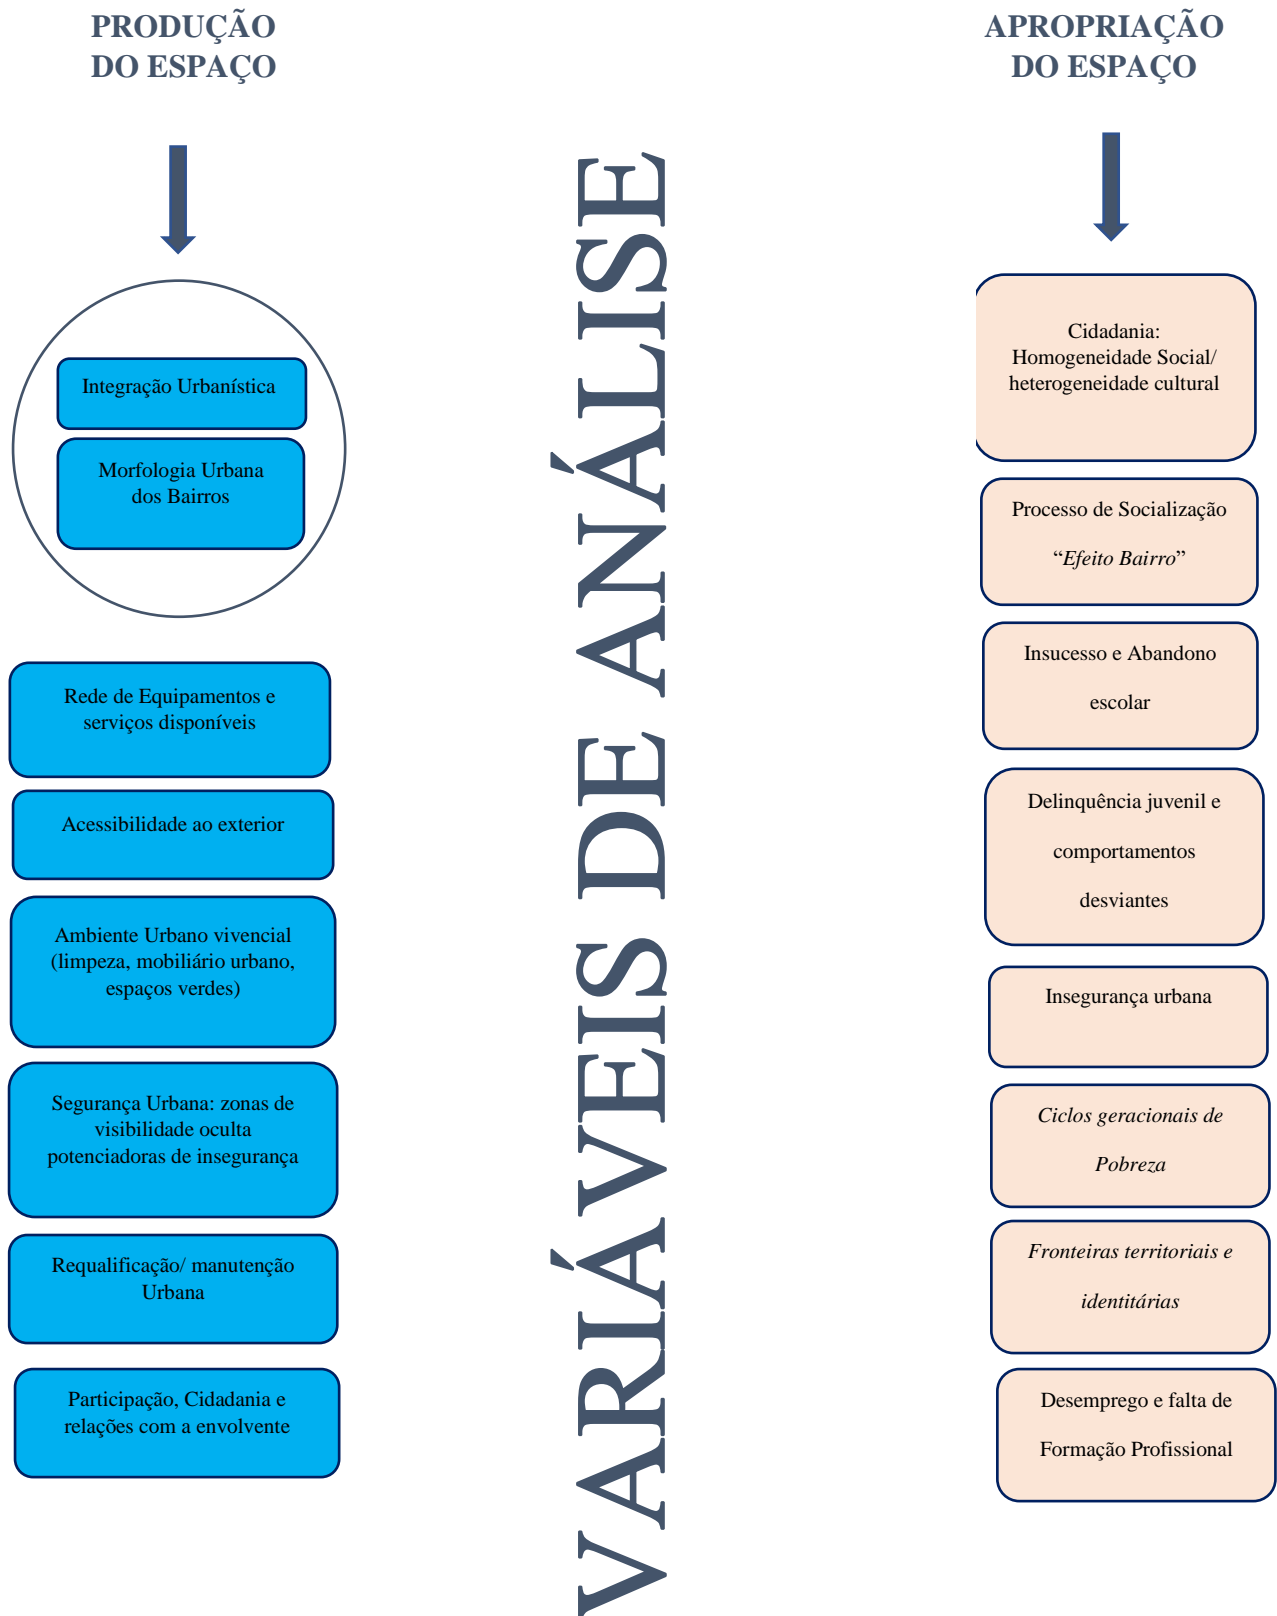 PRODUÇÃO
DO ESPAÇO
Integração Urbanística
Morfologia Urbana
dos Bairros
Rede de Equipamentos e
serviços disponíveis
Acessibilidade ao exterior
Ambiente Urbano vivencial
(limpeza, mobiliário urbano,
espaços verdes)
Segurança Urbana: zonas de
visibilidade oculta
potenciadoras de insegurança
Requalificação/ manutenção
Urbana
Participação, Cidadania e
relações com a envolvente
VARIÁVEIS DE ANÁLISE
APROPRIAÇÃO
DO ESPAÇO
Cidadania:
Homogeneidade Social/
heterogeneidade cultural
Processo de Socialização
“Efeito Bairro”
Insucesso e Abandono
escolar
Delinquência juvenil e
comportamentos
desviantes
Insegurança urbana
Ciclos geracionais de
Pobreza
Fronteiras territoriais e
identitárias
Desemprego e falta de
Formação Profissional